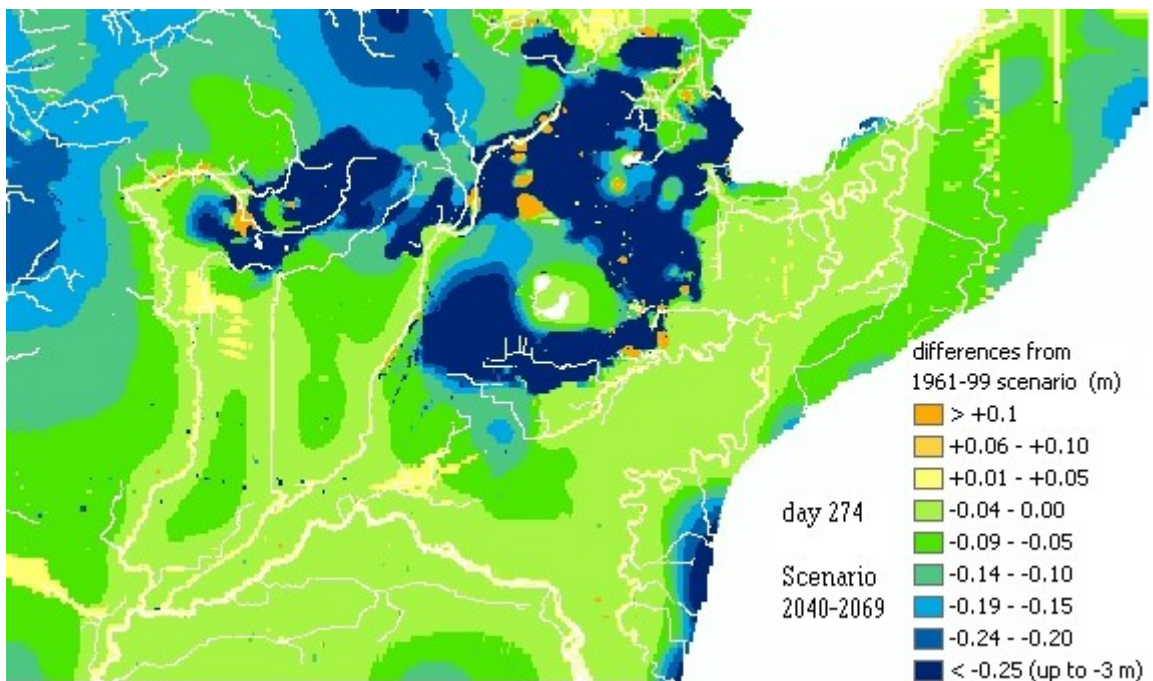 differences from
1961-99 scenario (m)
> +0.1
+0.06 - +0.10
+0.01 - +0.05
-0.04 - 0.00
-0.09 - -0.05
-0.14 - -0.10
-0.19 - -0.15
-0.24 - -0.20
< -0.25 (up to -3 m)
day 274
Scenario
2040-2069